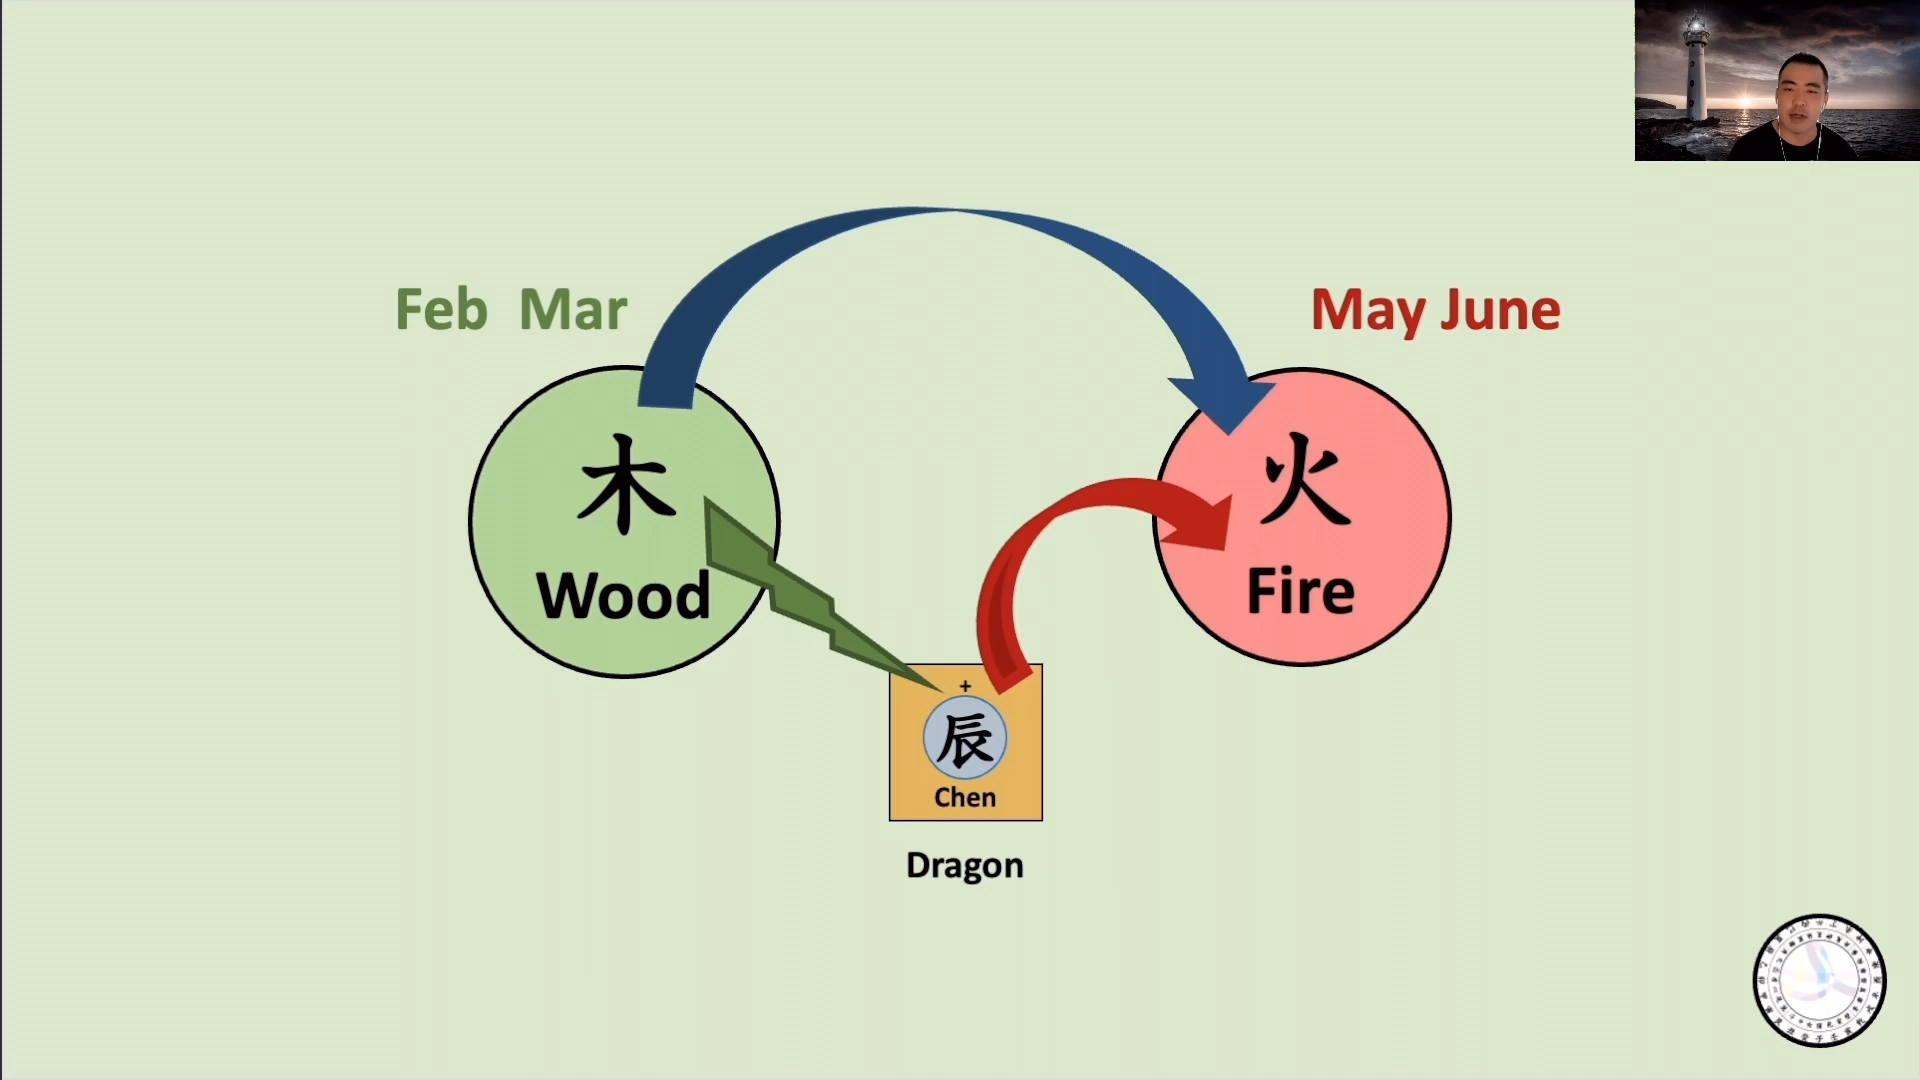 Feb Mar
May June
木
Wood
火
Fire
+
辰
Chen
Dragon